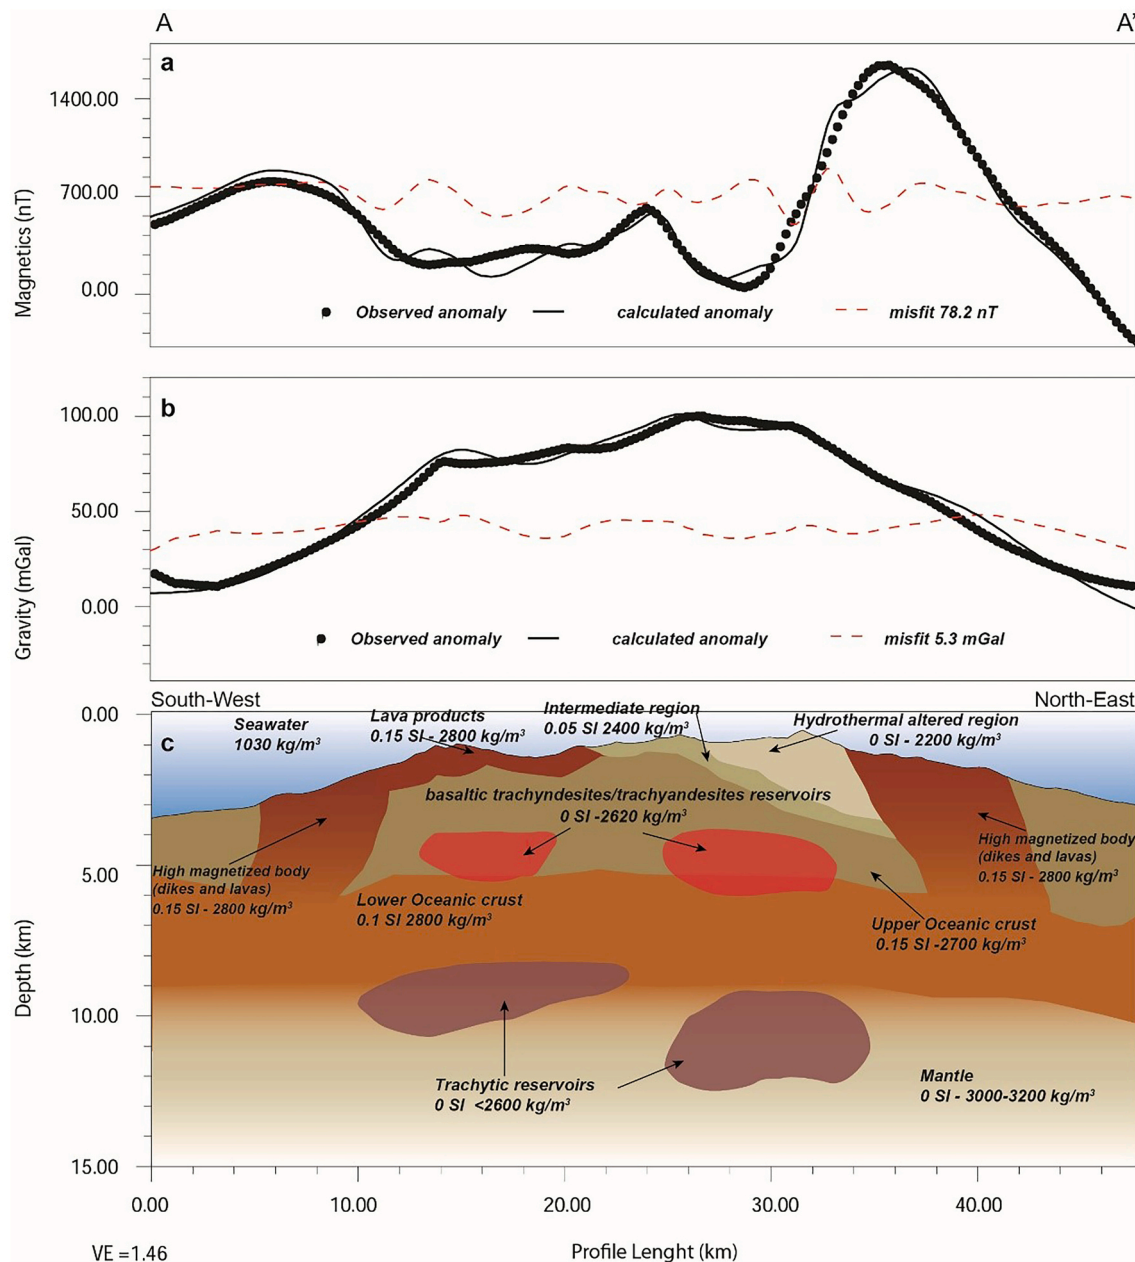 A A'
a
1400.00
700.00
0.00
Magnetics (nT)
Observed anomaly calculated anomaly misfit 78.2 nT
b
100.00
50.00
0.00
Gravity (mGal)
Observed anomaly calculated anomaly misfit 5.3 mGal
South-West North-East
0.00
5.00
10.00
15.00
Depth (km)
c
Seawater
1030 kg/m³
Lava products
0.15 SI - 2800 kg/m³
Intermediate region
0.05 SI 2400 kg/m³
Hydrothermal altered region
0 SI - 2200 kg/m³
basaltic trachyndesites/trachyandesites reservoirs
0 SI -2620 kg/m³
High magnetized body
(dikes and lavas)
0.15 SI - 2800 kg/m³
High magnetized body
(dikes and lavas)
0.15 SI - 2800 kg/m³
Lower Oceanic crust
0.1 SI 2800 kg/m³
Upper Oceanic crust
0.15 SI -2700 kg/m³
Trachytic reservoirs
0 SI <2600 kg/m³
Mantle
0 SI - 3000-3200 kg/m³
0.00 10.00 20.00 30.00 40.00
VE =1.46 Profile Lenght (km)